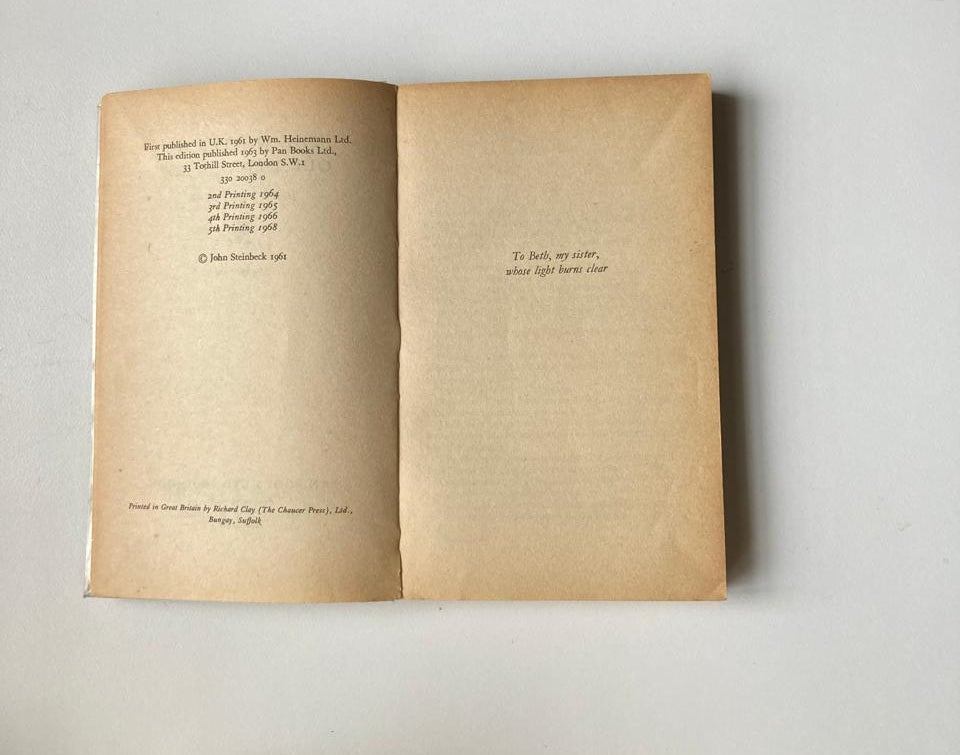 First published in U.K. 1961 by Wm. Heinemann Ltd.
This edition published 1963 by Pan Books Ltd.,
33 Tothill Street, London S.W.1
330 20038 0
2nd Printing 1964
3rd Printing 1965
4th Printing 1966
5th Printing 1968
© John Steinbeck 1961
Printed in Great Britain by Richard Clay (The Chaucer Press), Ltd.,
Bungay, Suffolk
To Beth, my sister,
whose light burns clear